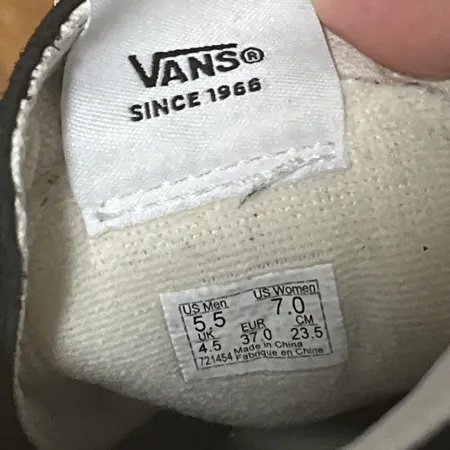 VANS®
SINCE 1966
US Men US Women
5.5 7.0
UK EUR CM
4.5 37.0 23.5
721454 Made in China
Fabrique en Chine